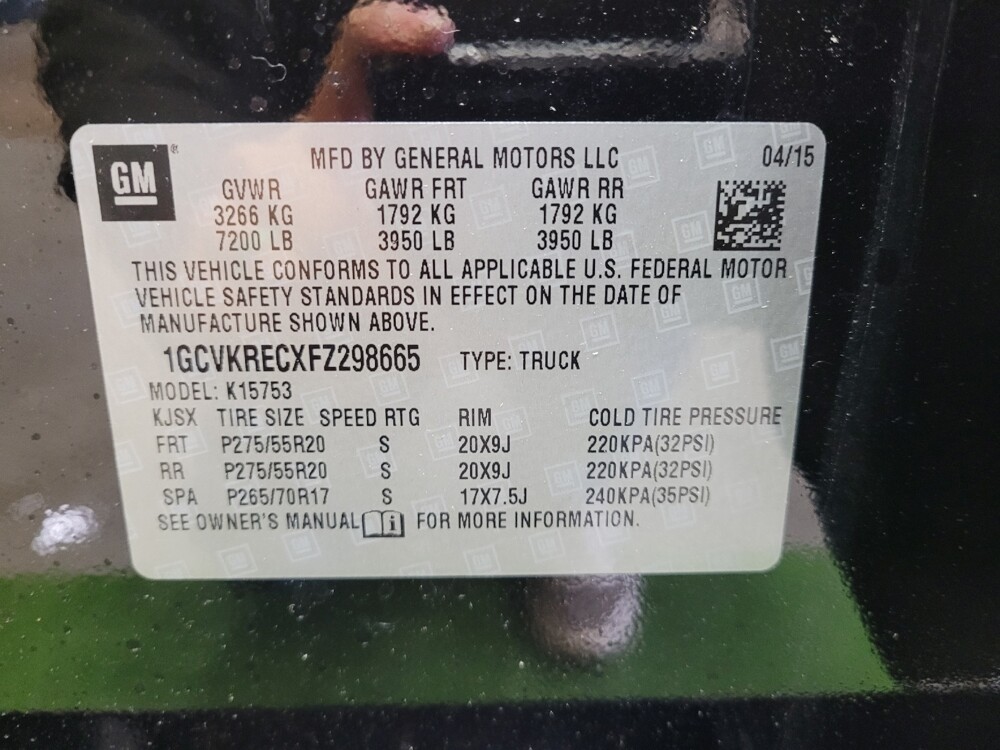 GM®
MFD BY GENERAL MOTORS LLC 04/15
GVWR GAWR FRT GAWR RR
3266 KG 1792 KG 1792 KG
7200 LB 3950 LB 3950 LB
THIS VEHICLE CONFORMS TO ALL APPLICABLE U.S. FEDERAL MOTOR
VEHICLE SAFETY STANDARDS IN EFFECT ON THE DATE OF
MANUFACTURE SHOWN ABOVE.
1GCVKRECXFZ298665 TYPE: TRUCK
MODEL: K15753
KJSX TIRE SIZE SPEED RTG RIM COLD TIRE PRESSURE
FRT P275/55R20 S 20X9J 220KPA(32PSI)
RR P275/55R20 S 20X9J 220KPA(32PSI)
SPA P265/70R17 S 17X7.5J 240KPA(35PSI)
SEE OWNER'S MANUAL i FOR MORE INFORMATION.